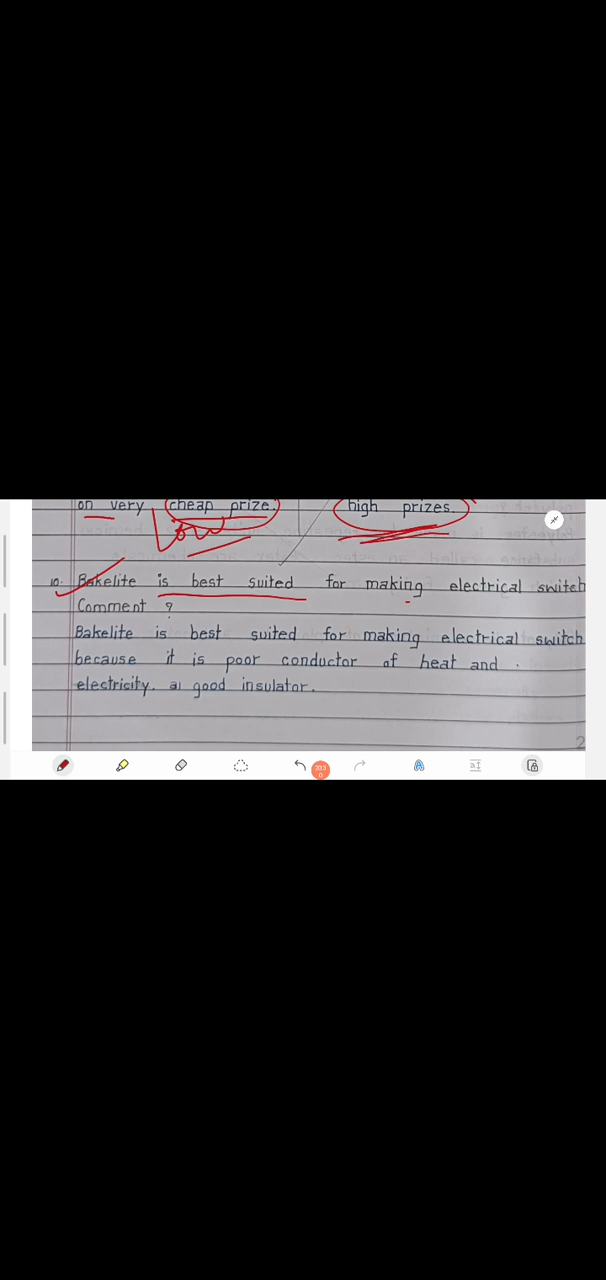 on very cheap prize. high prizes.
Low
10. Bakelite is best suited for making electrical switch
Comment ?
Bakelite is best suited for making electrical switch
because it is poor conductor of heat and
electricity. a good insulator.
2